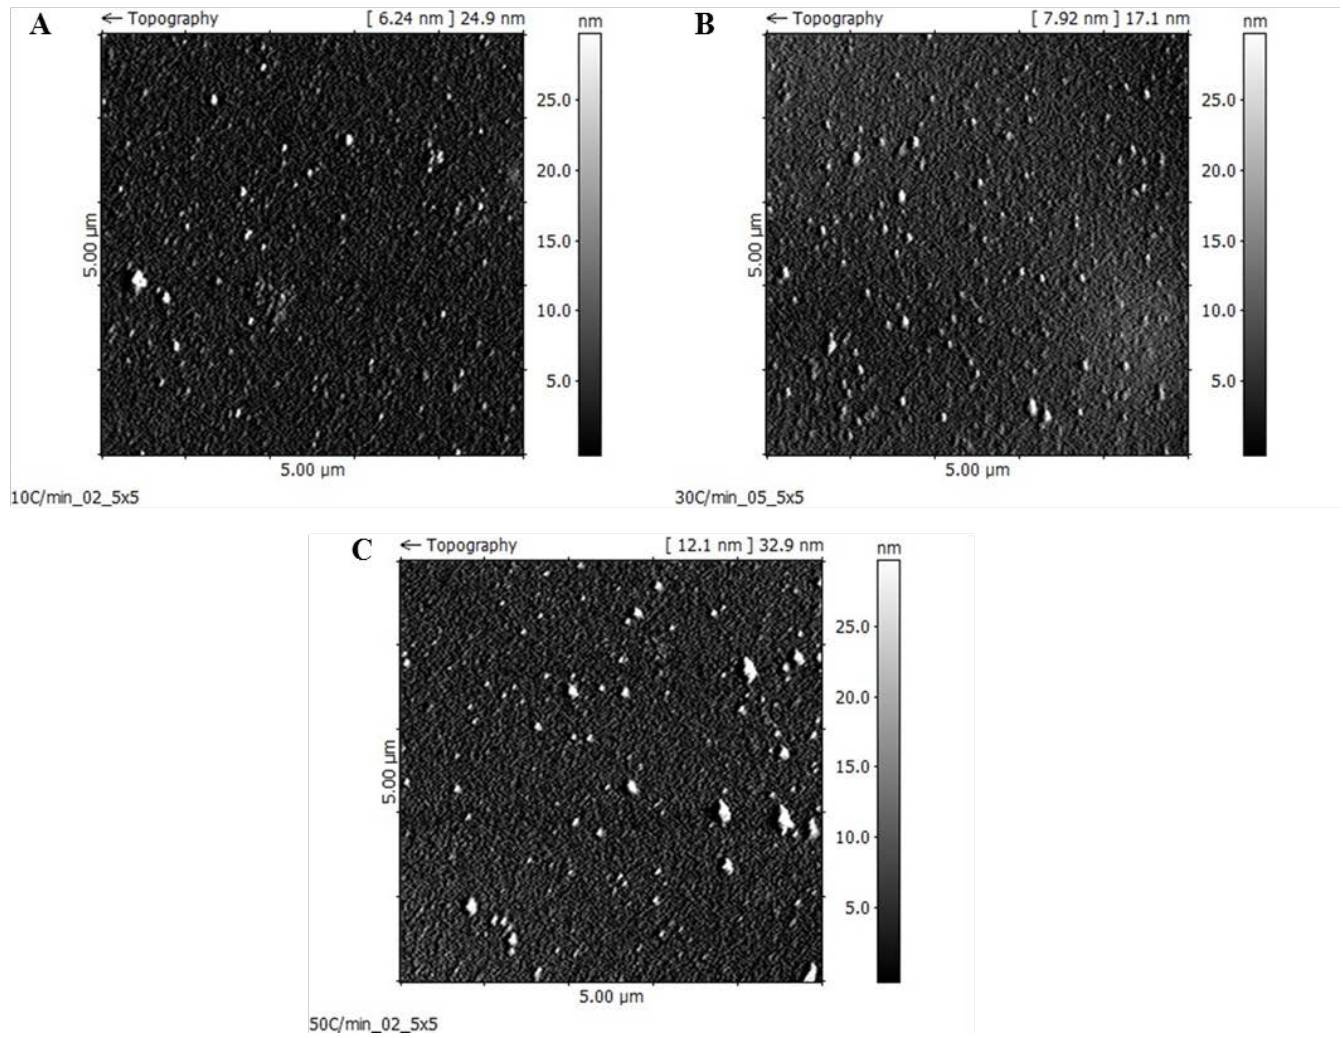 A
← Topography [ 6.24 nm ] 24.9 nm
nm
25.0
20.0
15.0
10.0
5.0
5.00 µm
5.00 µm
10C/min_02_5x5
B
← Topography [ 7.92 nm ] 17.1 nm
nm
25.0
20.0
15.0
10.0
5.0
5.00 µm
5.00 µm
30C/min_05_5x5
C
← Topography [ 12.1 nm ] 32.9 nm
nm
25.0
20.0
15.0
10.0
5.0
5.00 µm
5.00 µm
50C/min_02_5x5